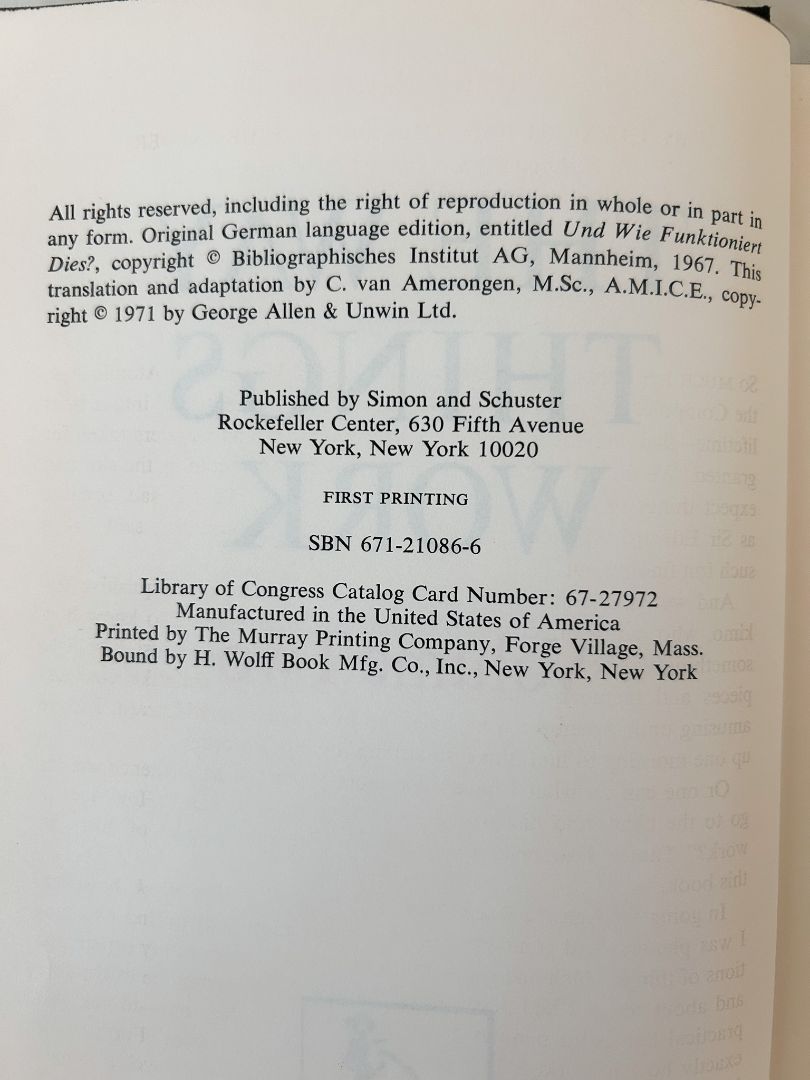 All rights reserved, including the right of reproduction in whole or in part in
any form. Original German language edition, entitled Und Wie Funktioniert
Dies?, copyright © Bibliographisches Institut AG, Mannheim, 1967. This
translation and adaptation by C. van Amerongen, M.Sc., A.M.I.C.E., copy-
right © 1971 by George Allen & Unwin Ltd.
Published by Simon and Schuster
Rockefeller Center, 630 Fifth Avenue
New York, New York 10020
FIRST PRINTING
SBN 671-21086-6
Library of Congress Catalog Card Number: 67-27972
Manufactured in the United States of America
Printed by The Murray Printing Company, Forge Village, Mass.
Bound by H. Wolff Book Mfg. Co., Inc., New York, New York
THINGS
WORK